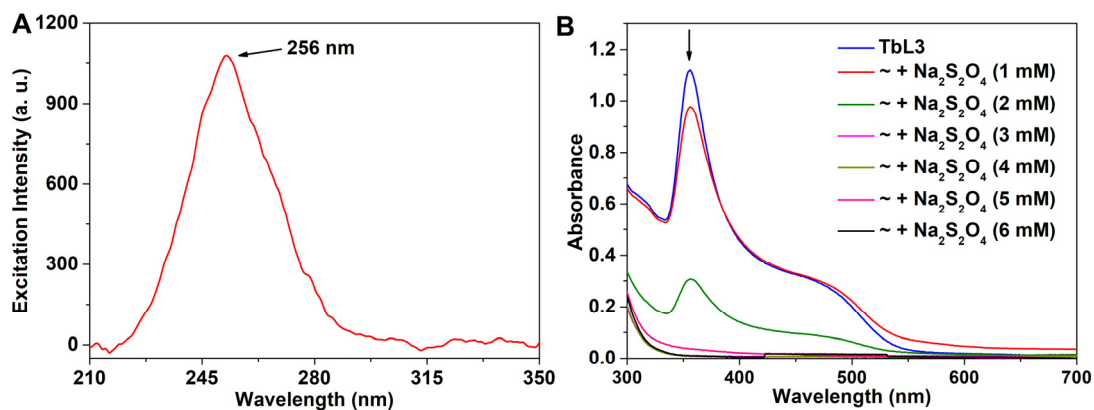 A
256 nm
Excitation Intensity (a. u.)
1200
900
600
300
0
210 245 280 315 350
Wavelength (nm)
B
TbL3
~ + Na₂S₂O₄ (1 mM)
~ + Na₂S₂O₄ (2 mM)
~ + Na₂S₂O₄ (3 mM)
~ + Na₂S₂O₄ (4 mM)
~ + Na₂S₂O₄ (5 mM)
~ + Na₂S₂O₄ (6 mM)
Absorbance
1.2
1.0
0.8
0.6
0.4
0.2
0.0
300 400 500 600 700
Wavelength (nm)